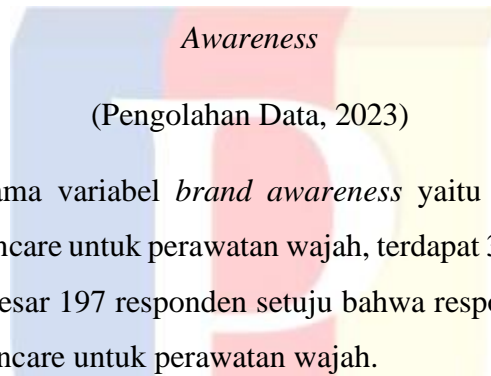 Awareness
(Pengolahan Data, 2023)
ama variabel brand awareness yaitu
ncare untuk perawatan wajah, terdapat 3
esar 197 responden setuju bahwa respo
ncare untuk perawatan wajah.